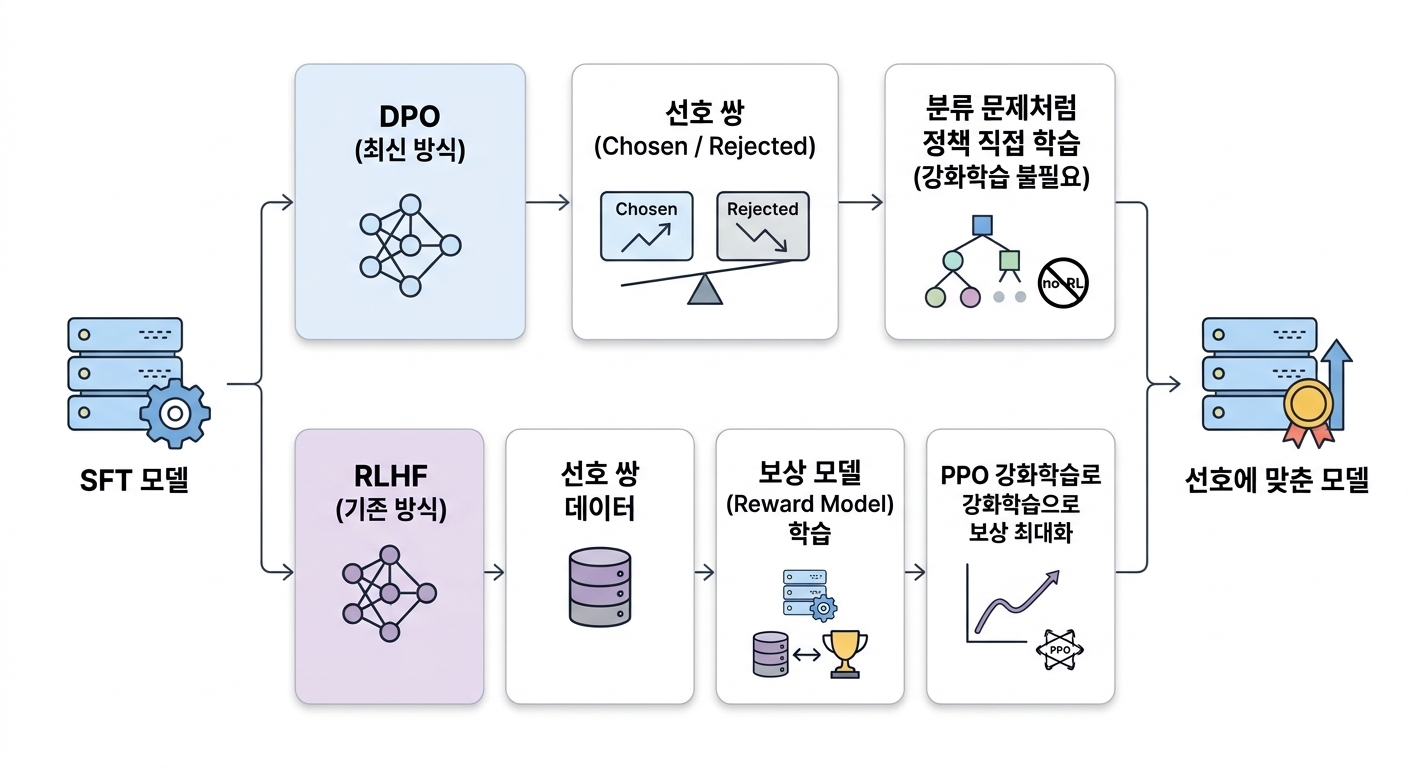 SFT 모델
DPO
(최신 방식)
선호 쌍
(Chosen / Rejected)
Chosen
Rejected
분류 문제처럼
정책 직접 학습
(강화학습 불필요)
no RL
RLHF
(기존 방식)
선호 쌍
데이터
보상 모델
(Reward Model)
학습
PPO 강화학습로
강화학습으로
보상 최대화
PPO
선호에 맞춘 모델